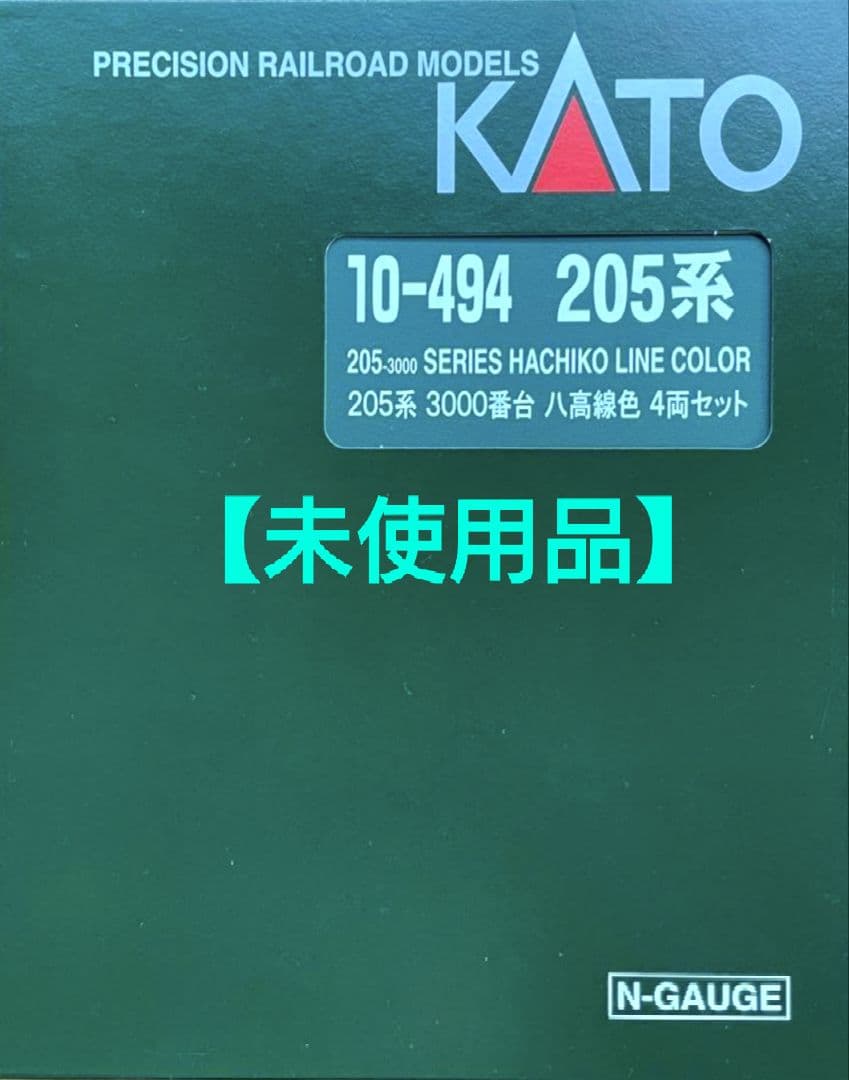 PRECISION RAILROAD MODELS
KATO
10-494 205系
205-3000 SERIES HACHIKO LINE COLOR
205系 3000番台 八高線色 4両セット
【未使用品】
N-GAUGE